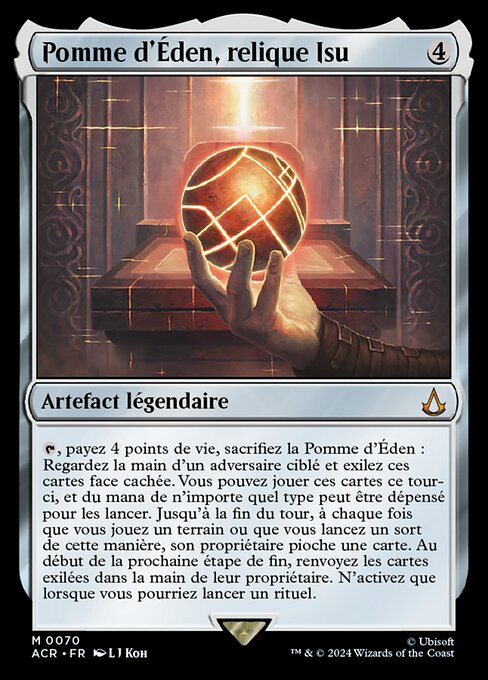 Pomme d'Éden, relique Isu 4
Artefact légendaire
, payez 4 points de vie, sacrifiez la Pomme d'Éden :
Regardez la main d'un adversaire ciblé et exilez ces
cartes face cachée. Vous pouvez jouer ces cartes ce tour-
ci, et du mana de n'importe quel type peut être dépensé
pour les lancer. Jusqu'à la fin du tour, à chaque fois
que vous jouez un terrain ou que vous lancez un sort
de cette manière, son propriétaire pioche une carte. Au
début de la prochaine étape de fin, renvoyez les cartes
exilées dans la main de leur propriétaire. N'activez que
lorsque vous pourriez lancer un rituel.
M 0070
ACR • FR LJ Koh
© Ubisoft
™ & © 2024 Wizards of the Coast